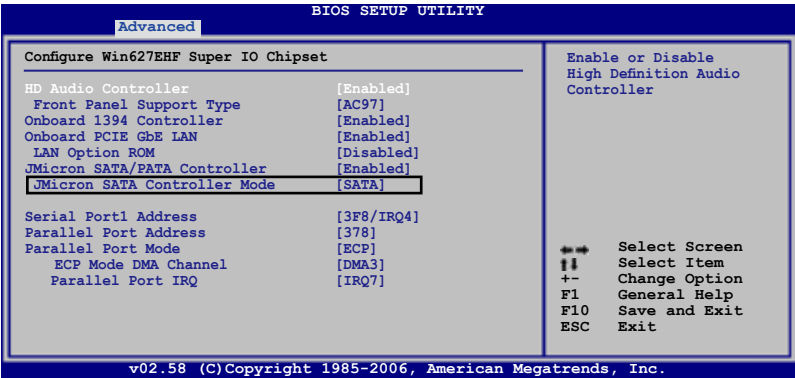 BIOS SETUP UTILITY
Advanced
Configure Win627EHF Super IO Chipset
HD Audio Controller [Enabled]
Front Panel Support Type [AC97]
Onboard 1394 Controller [Enabled]
Onboard PCIE GbE LAN [Enabled]
LAN Option ROM [Disabled]
JMicron SATA/PATA Controller [Enabled]
JMicron SATA Controller Mode [SATA]
Serial Port1 Address [3F8/IRQ4]
Parallel Port Address [378]
Parallel Port Mode [ECP]
ECP Mode DMA Channel [DMA3]
Parallel Port IRQ [IRQ7]
Enable or Disable
High Definition Audio
Controller
←→ Select Screen
↑↓ Select Item
+- Change Option
F1 General Help
F10 Save and Exit
ESC Exit
v02.58 (C)Copyright 1985-2006, American Megatrends, Inc.